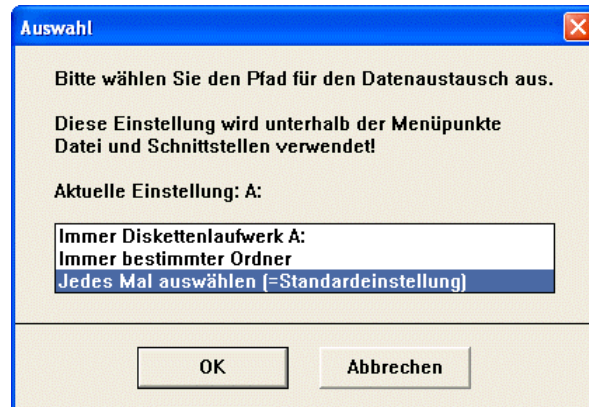 Auswahl
Bitte wählen Sie den Pfad für den Datenaustausch aus.
Diese Einstellung wird unterhalb der Menüpunkte
Datei und Schnittstellen verwendet!
Aktuelle Einstellung: A:
Immer Diskettenlaufwerk A:
Immer bestimmter Ordner
Jedes Mal auswählen (=Standardeinstellung)
OK Abbrechen